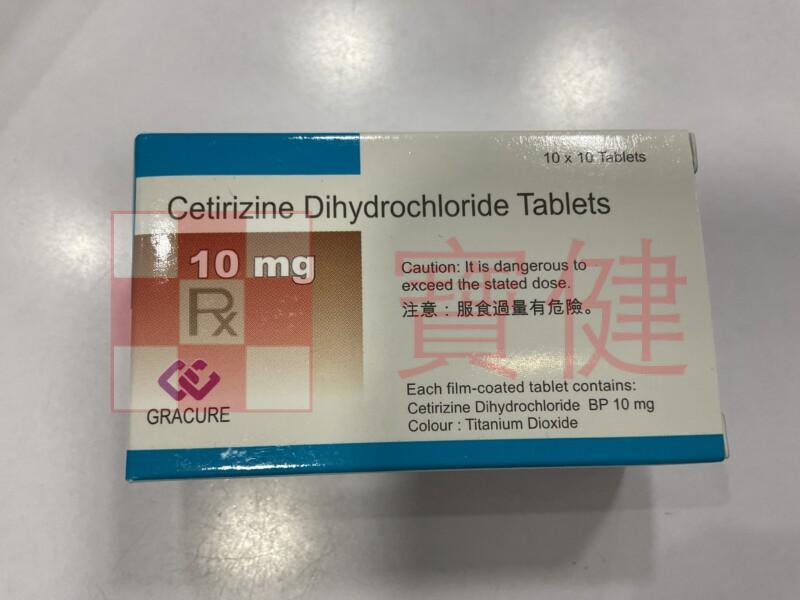 10 x 10 Tablets
Cetirizine Dihydrochloride Tablets
10 mg
Rx
GRACURE
Caution: It is dangerous to
exceed the stated dose.
注意：服食過量有危險。
寶健
Each film-coated tablet contains:
Cetirizine Dihydrochloride BP 10 mg
Colour : Titanium Dioxide